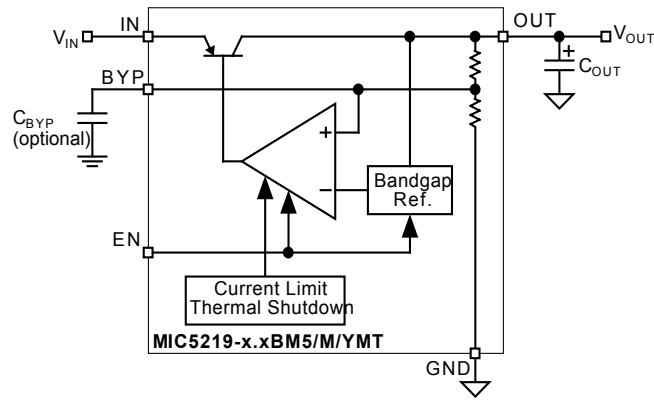 IN
OUT
V_IN
V_OUT
+
C_OUT
BYP
C_BYP
(optional)
+
–
Bandgap
Ref.
EN
Current Limit
Thermal Shutdown
MIC5219-x.xBM5/M/YMT
GND